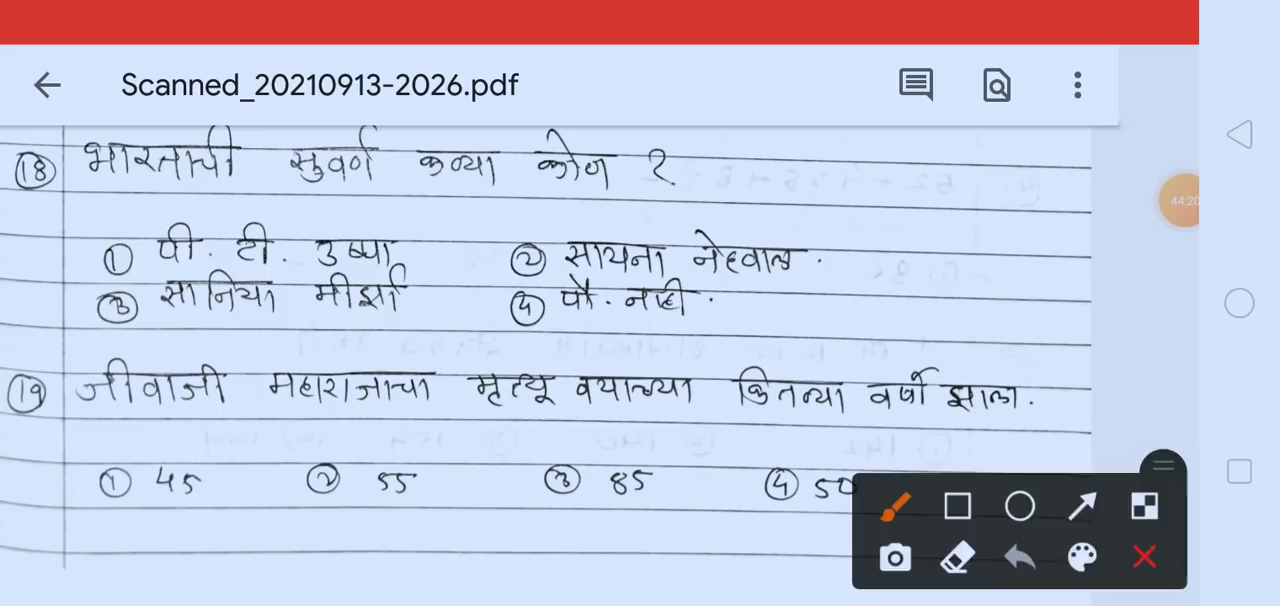 Scanned_20210913-2026.pdf
44:20
18 भारताची सुवर्ण कन्या कोण ?
① पी. टी. उष्पा ② सायना नेहवाल.
③ सानिया मीर्झा ④ पौ. नाही.
19 जीवाजी महाराजाचा मृत्यू वयाच्या कितव्या वर्षी झाला.
① 45 ② 55 ③ 85 ④ 50